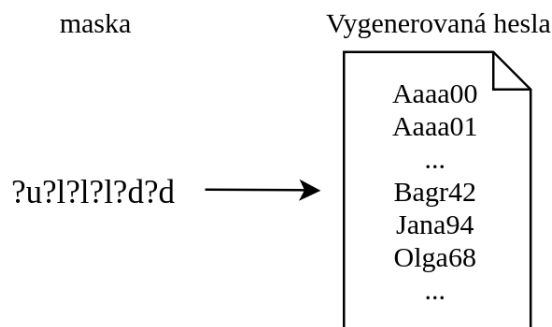 maska
Vygenerovaná hesla
?u?l?l?l?d?d
Aaaa00
Aaaa01
...
Bagr42
Jana94
Olga68
...